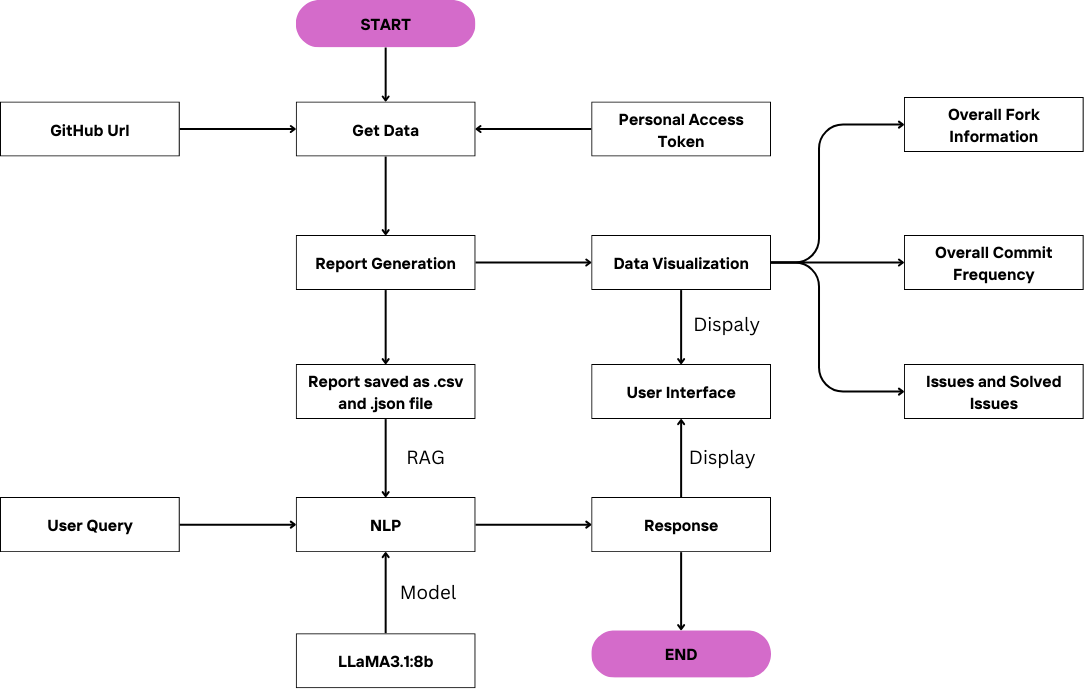 START
GitHub Url
Get Data
Personal Access
Token
Overall Fork
Information
Report Generation
Data Visualization
Overall Commit
Frequency
Dispaly
Report saved as .csv
and .json file
User Interface
Issues and Solved
Issues
RAG
Display
User Query
NLP
Response
Model
LLaMA3.1:8b
END